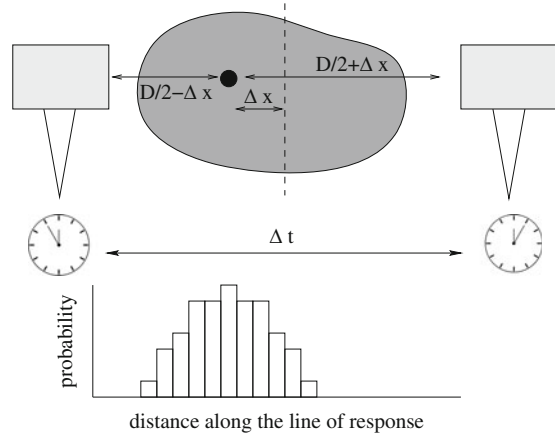 D/2+Δ x
D/2−Δ x
Δ x
Δ t
probability
distance along the line of response